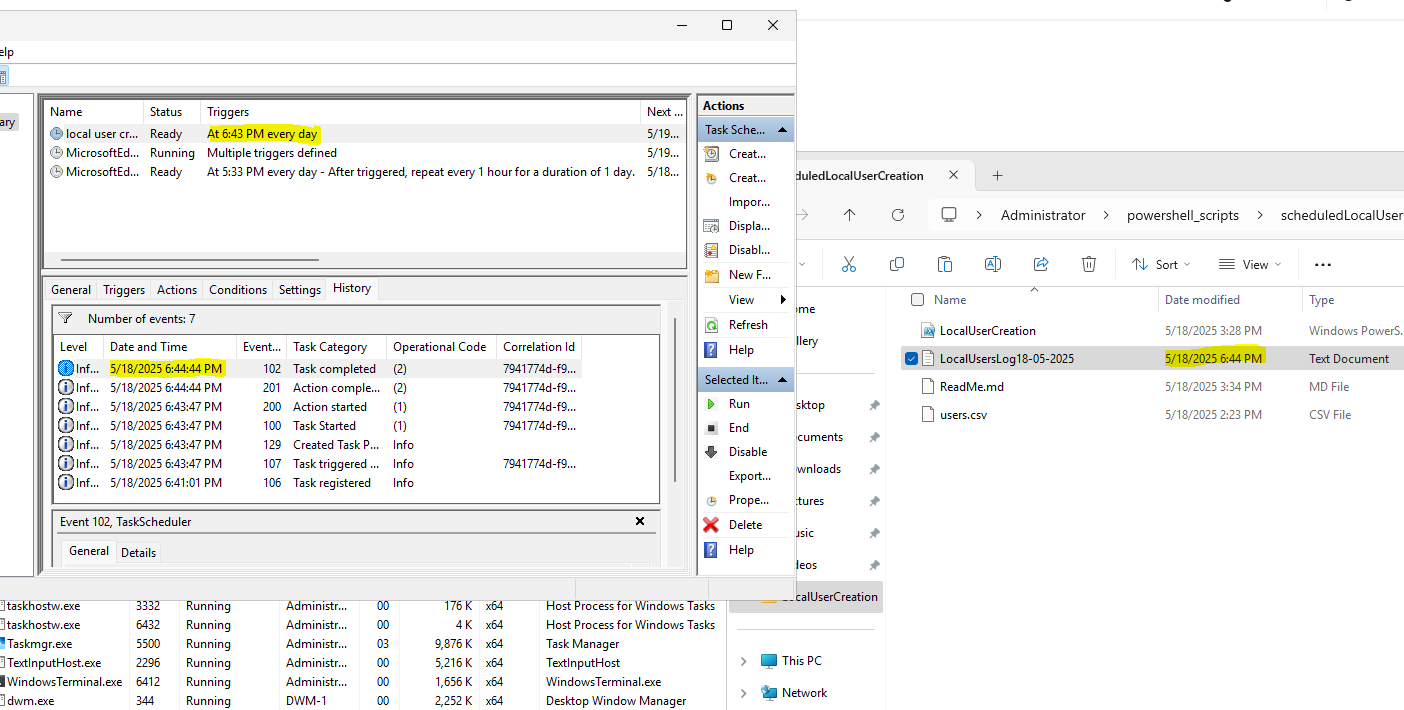 elp
ary
Name Status Triggers Next ...
local user cr... Ready At 6:43 PM every day 5/19...
MicrosoftEd... Running Multiple triggers defined 5/19...
MicrosoftEd... Ready At 5:33 PM every day - After triggered, repeat every 1 hour for a duration of 1 day. 5/18...
General Triggers Actions Conditions Settings History
Number of events: 7
Level Date and Time Event... Task Category Operational Code Correlation Id
Inf... 5/18/2025 6:44:44 PM 102 Task completed (2) 7941774d-f9...
Inf... 5/18/2025 6:44:44 PM 201 Action comple... (2) 7941774d-f9...
Inf... 5/18/2025 6:43:47 PM 200 Action started (1) 7941774d-f9...
Inf... 5/18/2025 6:43:47 PM 100 Task Started (1) 7941774d-f9...
Inf... 5/18/2025 6:43:47 PM 129 Created Task P... Info
Inf... 5/18/2025 6:43:47 PM 107 Task triggered ... Info 7941774d-f9...
Inf... 5/18/2025 6:41:01 PM 106 Task registered Info
Event 102, TaskScheduler
General Details
Actions
Task Sche...
Creat...
Creat...
Impor...
Displa...
Disabl...
New F...
View
Refresh
Help
Selected It...
Run
End
Disable
Export...
Prope...
Delete
Help
duledLocalUserCreation
Administrator powershell_scripts scheduledLocalUser
Sort View ...
Name Date modified Type
LocalUserCreation 5/18/2025 3:28 PM Windows PowerS.
LocalUsersLog18-05-2025 5/18/2025 6:44 PM Text Document
ReadMe.md 5/18/2025 3:34 PM MD File
users.csv 5/18/2025 2:23 PM CSV File
ome
llery
sktop
cuments
wnloads
tures
usic
deos
calUserCreation
This PC
Network
taskhostw.exe 3332 Running Administr... 00 176 K x64 Host Process for Windows Tasks
taskhostw.exe 6432 Running Administr... 00 4 K x64 Host Process for Windows Tasks
Taskmgr.exe 5500 Running Administr... 03 9,876 K x64 Task Manager
TextInputHost.exe 2296 Running Administr... 00 5,216 K x64 TextInputHost
WindowsTerminal.exe 6412 Running Administr... 00 1,656 K x64 WindowsTerminal.exe
dwm.exe 344 Running DWM-1 00 2,252 K x64 Desktop Window Manager